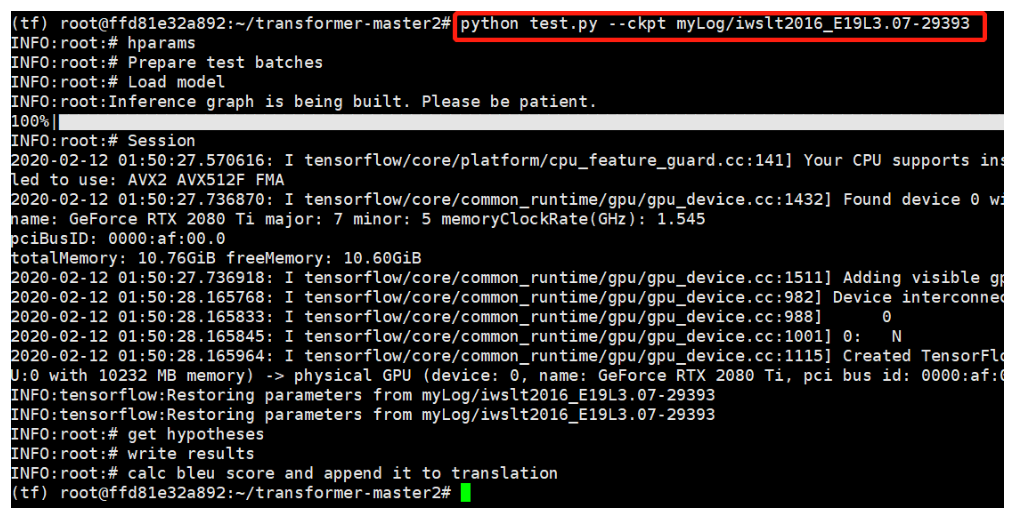 (tf) root@ffd81e32a892:~/transformer-master2# python test.py --ckpt myLog/iwslt2016_E19L3.07-29393
INFO:root:# hparams
INFO:root:# Prepare test batches
INFO:root:# Load model
INFO:root:Inference graph is being built. Please be patient.
100%|
INFO:root:# Session
2020-02-12 01:50:27.570616: I tensorflow/core/platform/cpu_feature_guard.cc:141] Your CPU supports ins
led to use: AVX2 AVX512F FMA
2020-02-12 01:50:27.736870: I tensorflow/core/common_runtime/gpu/gpu_device.cc:1432] Found device 0 wi
name: GeForce RTX 2080 Ti major: 7 minor: 5 memoryClockRate(GHz): 1.545
pciBusID: 0000:af:00.0
totalMemory: 10.76GiB freeMemory: 10.60GiB
2020-02-12 01:50:27.736918: I tensorflow/core/common_runtime/gpu/gpu_device.cc:1511] Adding visible gp
2020-02-12 01:50:28.165768: I tensorflow/core/common_runtime/gpu/gpu_device.cc:982] Device interconnec
2020-02-12 01:50:28.165833: I tensorflow/core/common_runtime/gpu/gpu_device.cc:988]      0
2020-02-12 01:50:28.165845: I tensorflow/core/common_runtime/gpu/gpu_device.cc:1001] 0:   N
2020-02-12 01:50:28.165964: I tensorflow/core/common_runtime/gpu/gpu_device.cc:1115] Created TensorFlo
U:0 with 10232 MB memory) -> physical GPU (device: 0, name: GeForce RTX 2080 Ti, pci bus id: 0000:af:0
INFO:tensorflow:Restoring parameters from myLog/iwslt2016_E19L3.07-29393
INFO:tensorflow:Restoring parameters from myLog/iwslt2016_E19L3.07-29393
INFO:root:# get hypotheses
INFO:root:# write results
INFO:root:# calc bleu score and append it to translation
(tf) root@ffd81e32a892:~/transformer-master2#